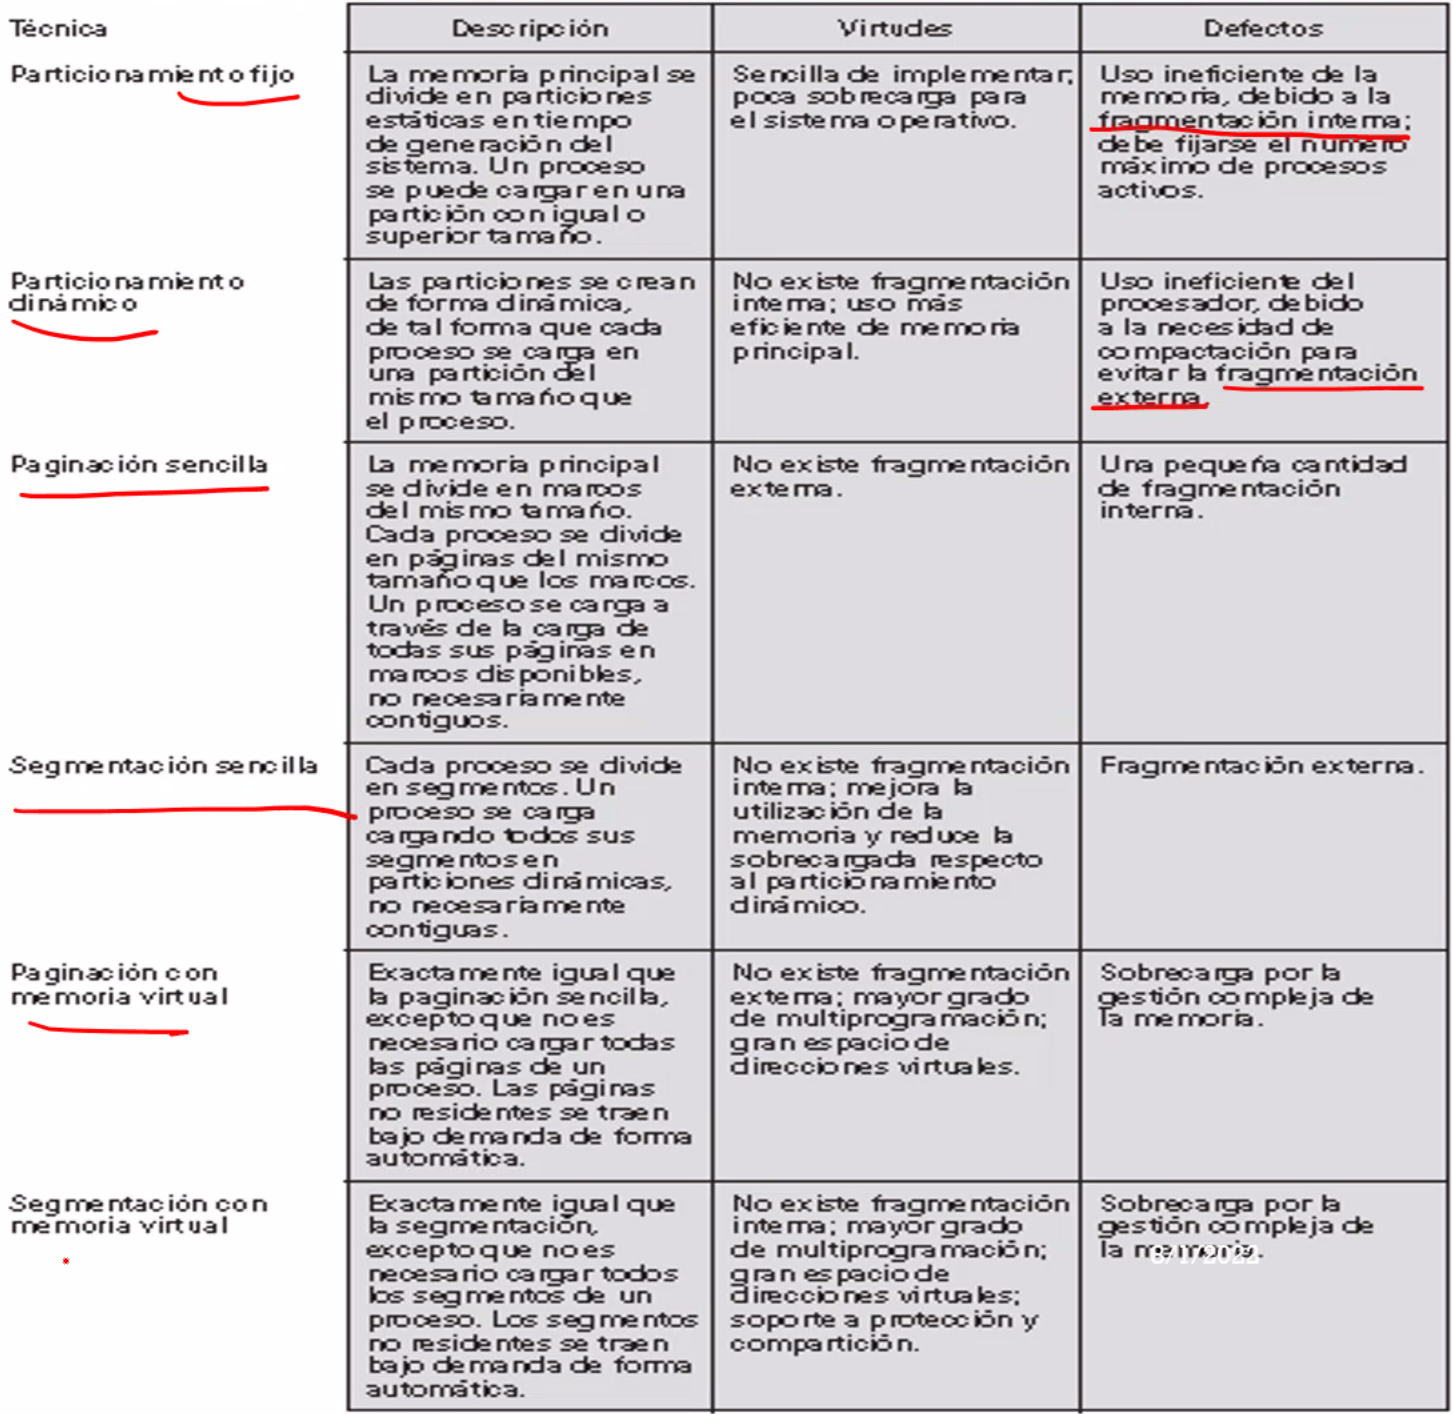 Técnica
Descripción
Virtudes
Defectos
Particionamiento fijo
La memoria principal se
divide en particiones
estáticas en tiempo
de generación del
sistema. Un proceso
se puede cargar en una
partición con igual o
superior tamaño.
Sencilla de implementar;
poca sobrecarga para
el sistema operativo.
Uso ineficiente de la
memoria, debido a la
fragmentación interna;
debe fijarse el número
máximo de procesos
activos.
Particionamiento
dinámico
Las particiones se crean
de forma dinámica,
de tal forma que cada
proceso se carga en
una partición del
mismo tamaño que
el proceso.
No existe fragmentación
interna; uso más
eficiente de memoria
principal.
Uso ineficiente del
procesador, debido
a la necesidad de
compactación para
evitar la fragmentación
externa.
Paginación sencilla
La memoria principal
se divide en marcos
del mismo tamaño.
Cada proceso se divide
en páginas del mismo
tamaño que los marcos.
Un proceso se carga a
través de la carga de
todas sus páginas en
marcos disponibles,
no necesariamente
contiguos.
No existe fragmentación
externa.
Una pequeña cantidad
de fragmentación
interna.
Segmentación sencilla
Cada proceso se divide
en segmentos. Un
proceso se carga
cargando todos sus
segmentos en
particiones dinámicas,
no necesariamente
contiguas.
No existe fragmentación
interna; mejora la
utilización de la
memoria y reduce la
sobrecargada respecto
al particionamiento
dinámico.
Fragmentación externa.
Paginación con
memoria virtual
Exactamente igual que
la paginación sencilla,
excepto que no es
necesario cargar todas
las páginas de un
proceso. Las páginas
no residentes se traen
bajo demanda de forma
automática.
No existe fragmentación
externa; mayor grado
de multiprogramación;
gran espacio de
direcciones virtuales.
Sobrecarga por la
gestión compleja de
la memoria.
Segmentación con
memoria virtual
Exactamente igual que
la segmentación,
excepto que no es
necesario cargar todos
los segmentos de un
proceso. Los segmentos
no residentes se traen
bajo demanda de forma
automática.
No existe fragmentación
interna; mayor grado
de multiprogramación;
gran espacio de
direcciones virtuales;
soporte a protección y
compartición.
Sobrecarga por la
gestión compleja de
la memoria.
8/1/2022